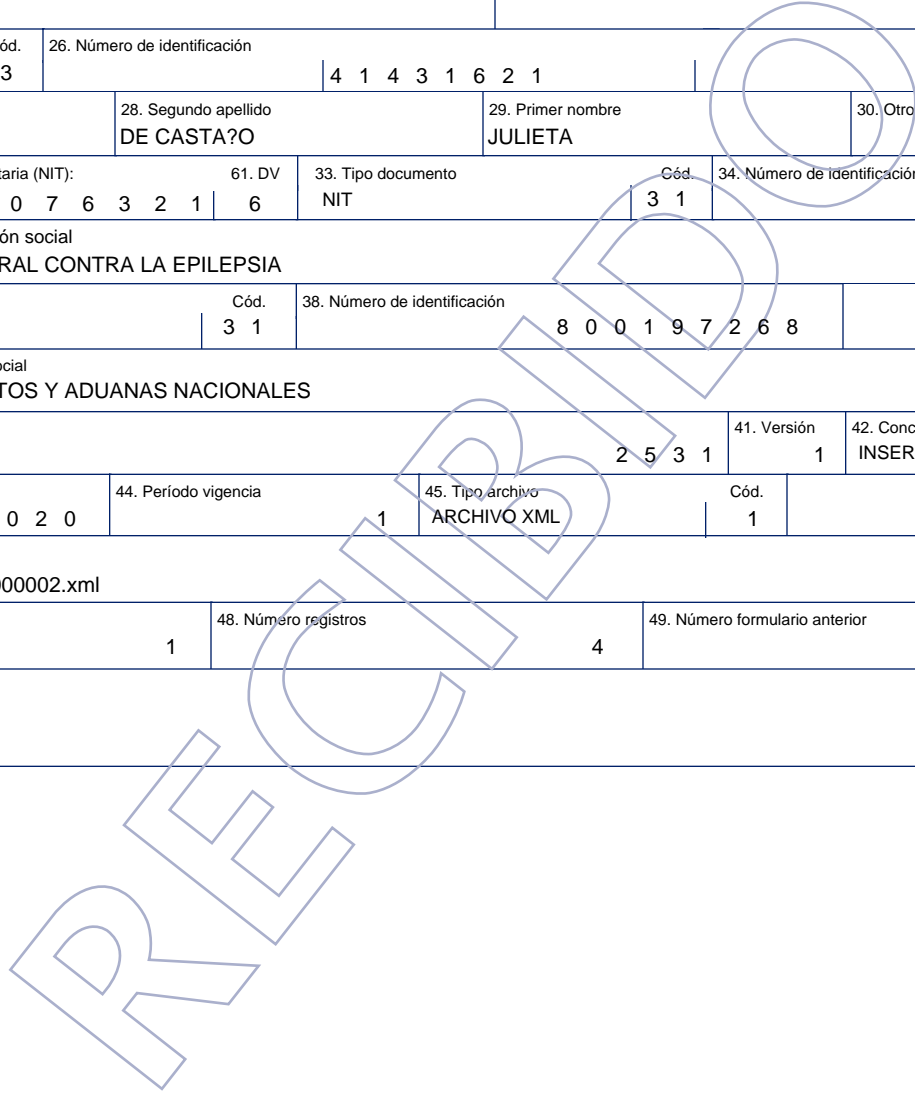 ód. 26. Número de identificación
3 4 1 4 3 1 6 2 1
28. Segundo apellido 29. Primer nombre 30. Otro
DE CASTA?O JULIETA
taria (NIT): 61. DV 33. Tipo documento Cód. 34. Número de identificación
0 7 6 3 2 1 6 NIT 3 1
ón social
RAL CONTRA LA EPILEPSIA
Cód. 38. Número de identificación
3 1 8 0 0 1 9 7 2 6 8
ocial
TOS Y ADUANAS NACIONALES
41. Versión 42. Conc
2 5 3 1 1 INSER
44. Período vigencia 45. Tipo archivo Cód.
0 2 0 1 ARCHIVO XML 1
000002.xml
48. Número registros 49. Número formulario anterior
1 4
RECIBIDO